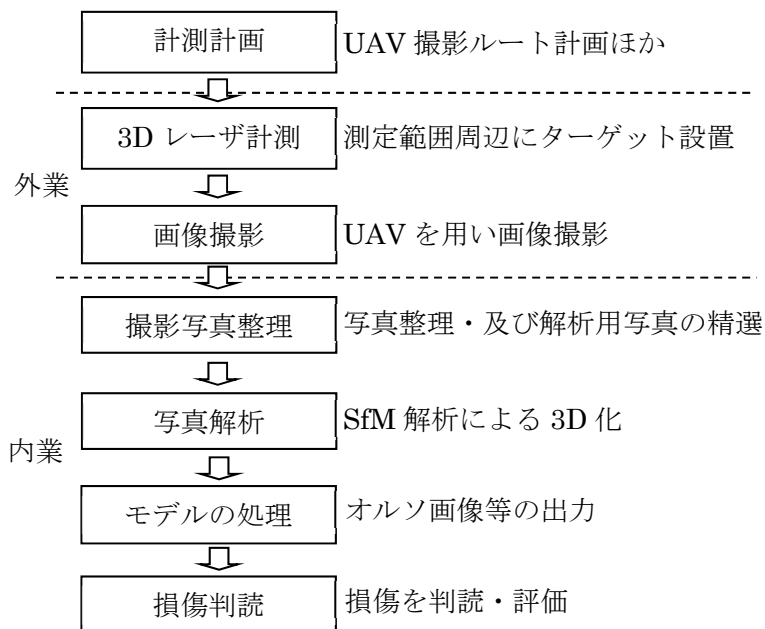 計測計画 UAV 撮影ルート計画ほか
3D レーザ計測 測定範囲周辺にターゲット設置
外業
画像撮影 UAV を用い画像撮影
撮影写真整理 写真整理・及び解析用写真の精選
写真解析 SfM 解析による 3D 化
内業
モデルの処理 オルソ画像等の出力
損傷判読 損傷を判読・評価